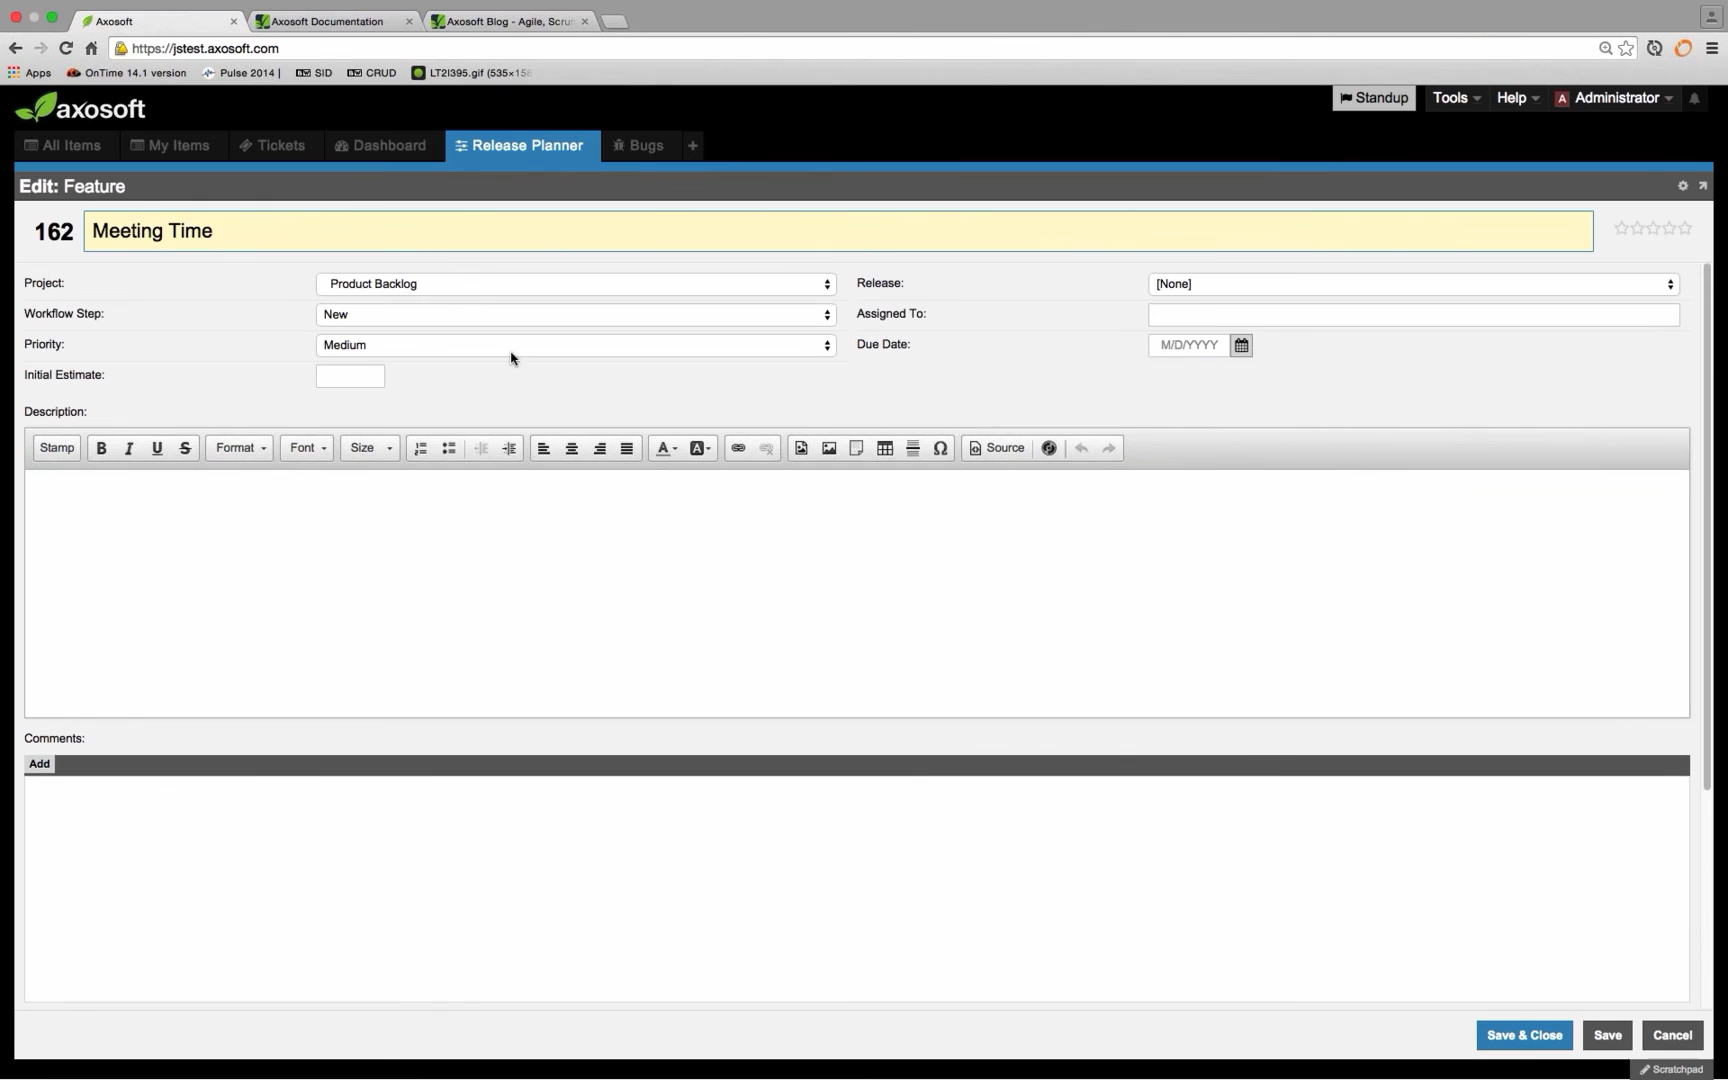 Axosoft
Axosoft Documentation
Axosoft Blog - Agile, Scru
https://jstest.axosoft.com
Apps
OnTime 14.1 version
Pulse 2014 |
SID
CRUD
LT2I395.gif (535×15
axosoft
Standup
Tools
Help
A
Administrator
All Items
My Items
Tickets
Dashboard
Release Planner
Bugs
+
Edit: Feature
162
Meeting Time
Project:
Product Backlog
Release:
[None]
Workflow Step:
New
Assigned To:
Priority:
Medium
Due Date:
M/D/YYYY
Initial Estimate:
Description:
Stamp
B
I
U
S
Format
Font
Size
A
A
Ω
Source
Comments:
Add
Save & Close
Save
Cancel
Scratchpad